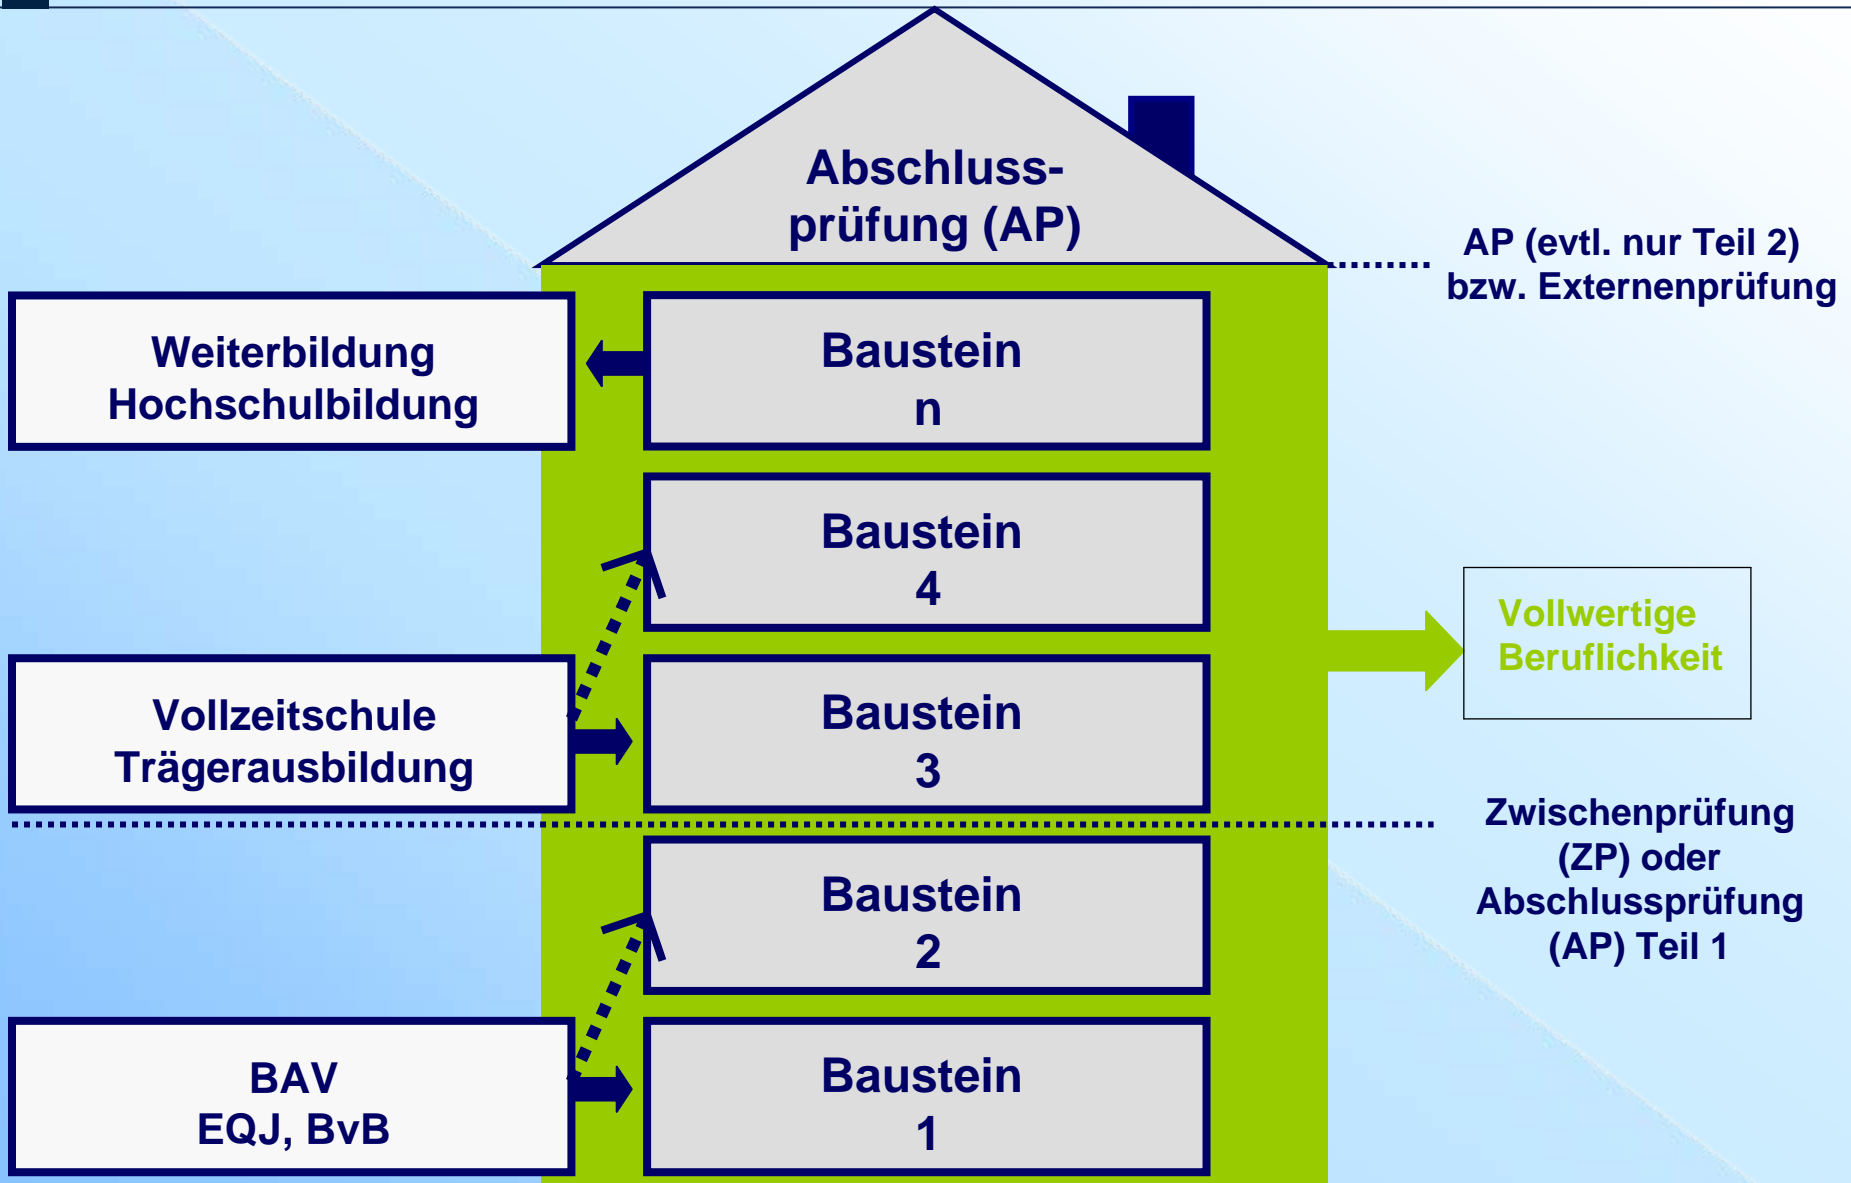 Abschluss-
prüfung (AP)
AP (evtl. nur Teil 2)
bzw. Externenprüfung
Weiterbildung
Hochschulbildung
Baustein
n
Baustein
4
Vollwertige
Beruflichkeit
Vollzeitschule
Trägerausbildung
Baustein
3
Zwischenprüfung
(ZP) oder
Abschlussprüfung
(AP) Teil 1
Baustein
2
BAV
EQJ, BvB
Baustein
1